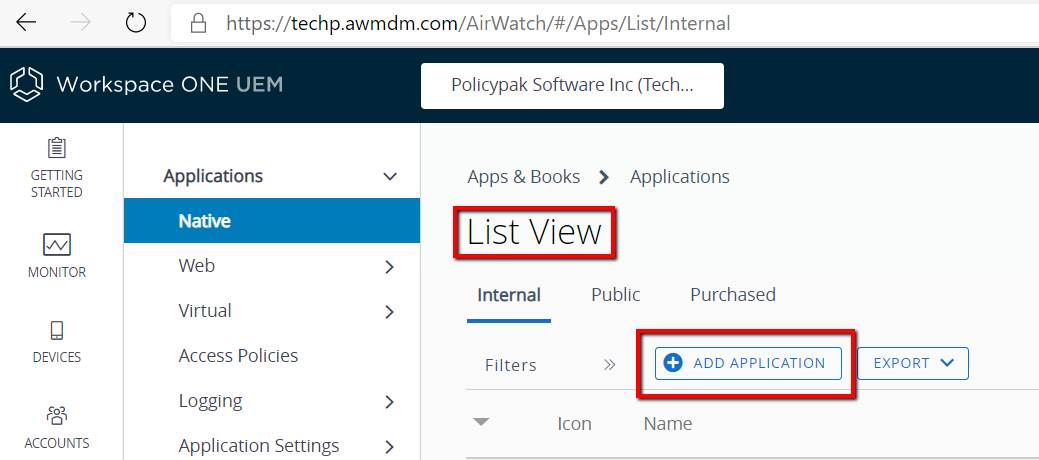 https://techp.awmdm.com/AirWatch/#/Apps/List/Internal
Workspace ONE UEM
Policypak Software Inc (Tech...
GETTING
STARTED
MONITOR
DEVICES
ACCOUNTS
Applications
Native
Web
Virtual
Access Policies
Logging
Application Settings
Apps & Books
Applications
List View
Internal
Public
Purchased
Filters
ADD APPLICATION
EXPORT
Icon
Name